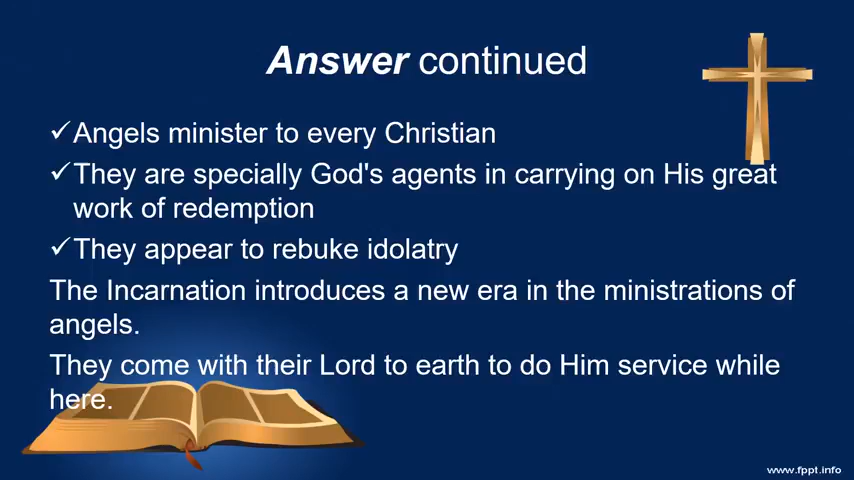 Answer continued
✓Angels minister to every Christian
✓They are specially God's agents in carrying on His great
work of redemption
✓They appear to rebuke idolatry
The Incarnation introduces a new era in the ministrations of
angels.
They come with their Lord to earth to do Him service while
here.
www.fppt.info